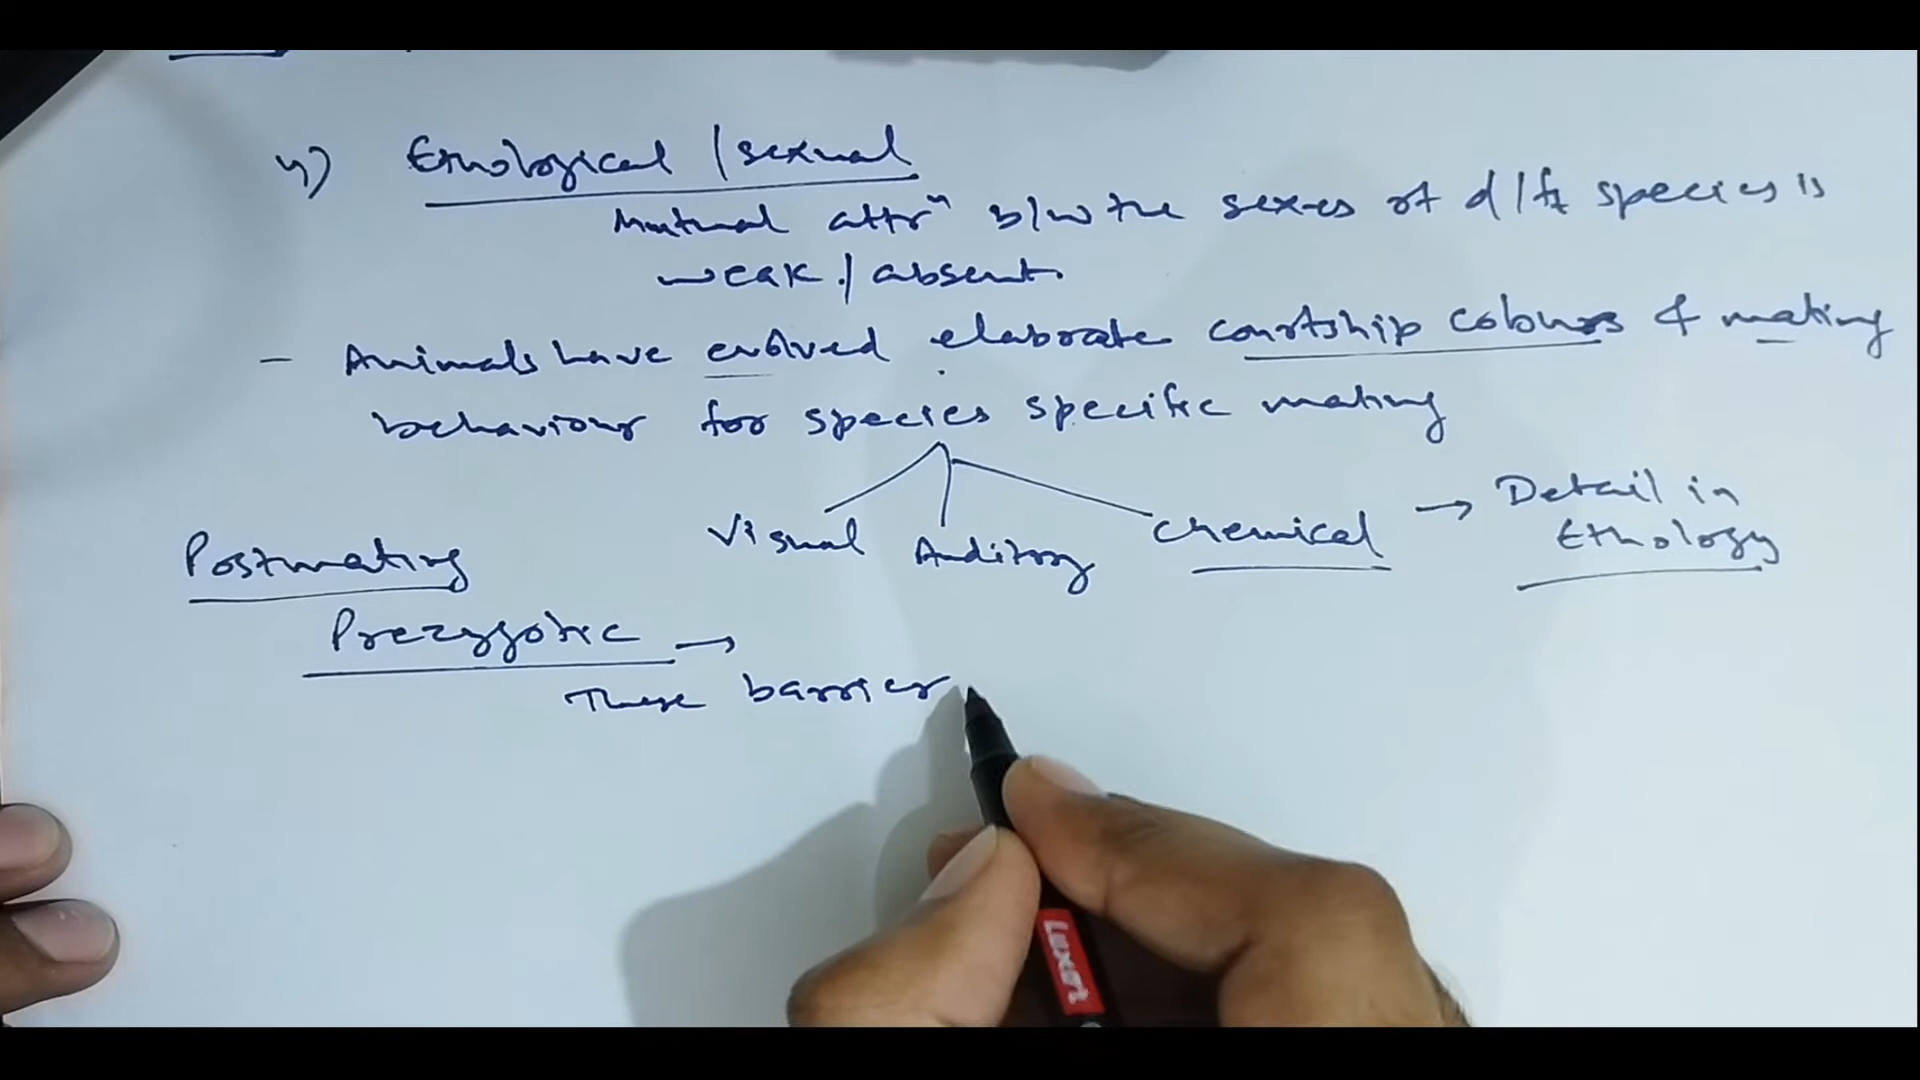 4) Ethological / sexual
Mutual attrn b/w the sexes of d/ft species is
weak / absent.
- Animals have evolved elaborate courtship colours & mating
behaviour for species specific mating
Visual Auditory Chemical → Detail in
Ethology
Postmating
Prezygotic →
These barrier
Luxor